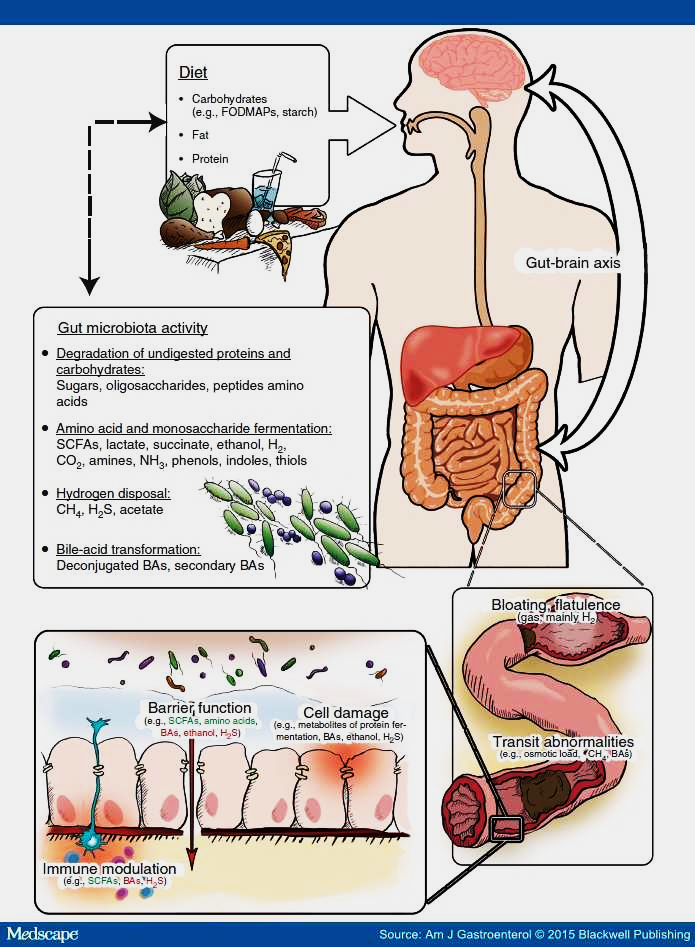 Diet
• Carbohydrates
(e.g., FODMAPs, starch)
• Fat
• Protein
Gut-brain axis
Gut microbiota activity
• Degradation of undigested proteins and
carbohydrates:
Sugars, oligosaccharides, peptides amino
acids
• Amino acid and monosaccharide fermentation:
SCFAs, lactate, succinate, ethanol, H₂,
CO₂, amines, NH₃, phenols, indoles, thiols
• Hydrogen disposal:
CH₄, H₂S, acetate
• Bile-acid transformation:
Deconjugated BAs, secondary BAs
Bloating, flatulence
(gas; mainly H₂)
Transit abnormalities
(e.g., osmotic load, CH₄, BAs)
Barrier function
(e.g., SCFAs, amino acids,
BAs, ethanol, H₂S)
Cell damage
(e.g., metabolites of protein fer-
mentation, BAs, ethanol, H₂S)
Immune modulation
(e.g., SCFAs, BAs, H₂S)
Medscape
Source: Am J Gastroenterol © 2015 Blackwell Publishing